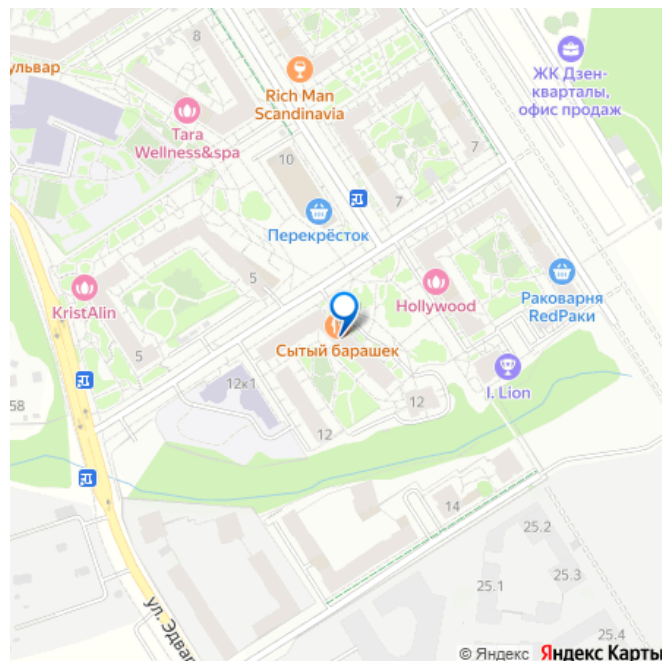 8
ульвар
Rich Man
Scandinavia
ЖК Дзен-
кварталы,
офис продаж
Tara
Wellness&spa
10
7
7
Перекрёсток
5
KristAlin
Hollywood
Раковарня
RedРаки
5
Сытый барашек
I. Lion
12к1
58
12
12
14
25.2
25.1
25.3
ул. Эдвар
25.4
© Яндекс Яндекс Карты